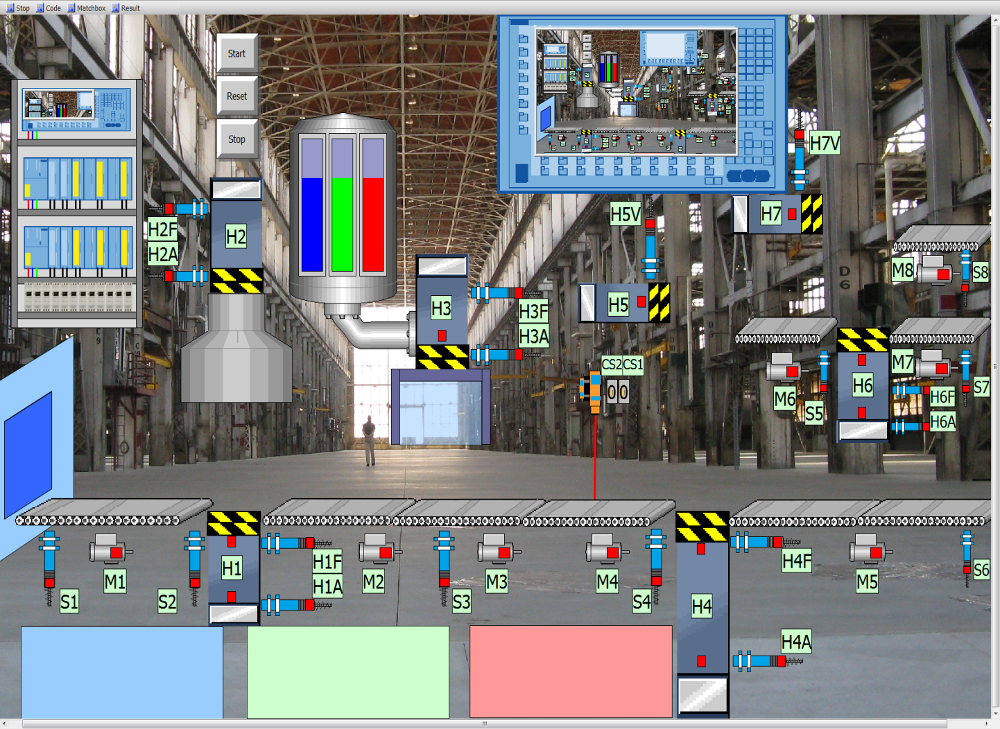 Stop Code Matchbox Result
Start
Reset
Stop
H7V
H7
H5V
H2F
H2
H2A
M8
S8
H5
H3
H3F
H3A
CS2 CS1
0 0
D
6
M7
H6
H6F
S7
M6
S5
H6A
H1F
H1
H1A
M1
M2
M3
M4
H4F
M5
S6
S1
S2
S3
S4
H4
H4A